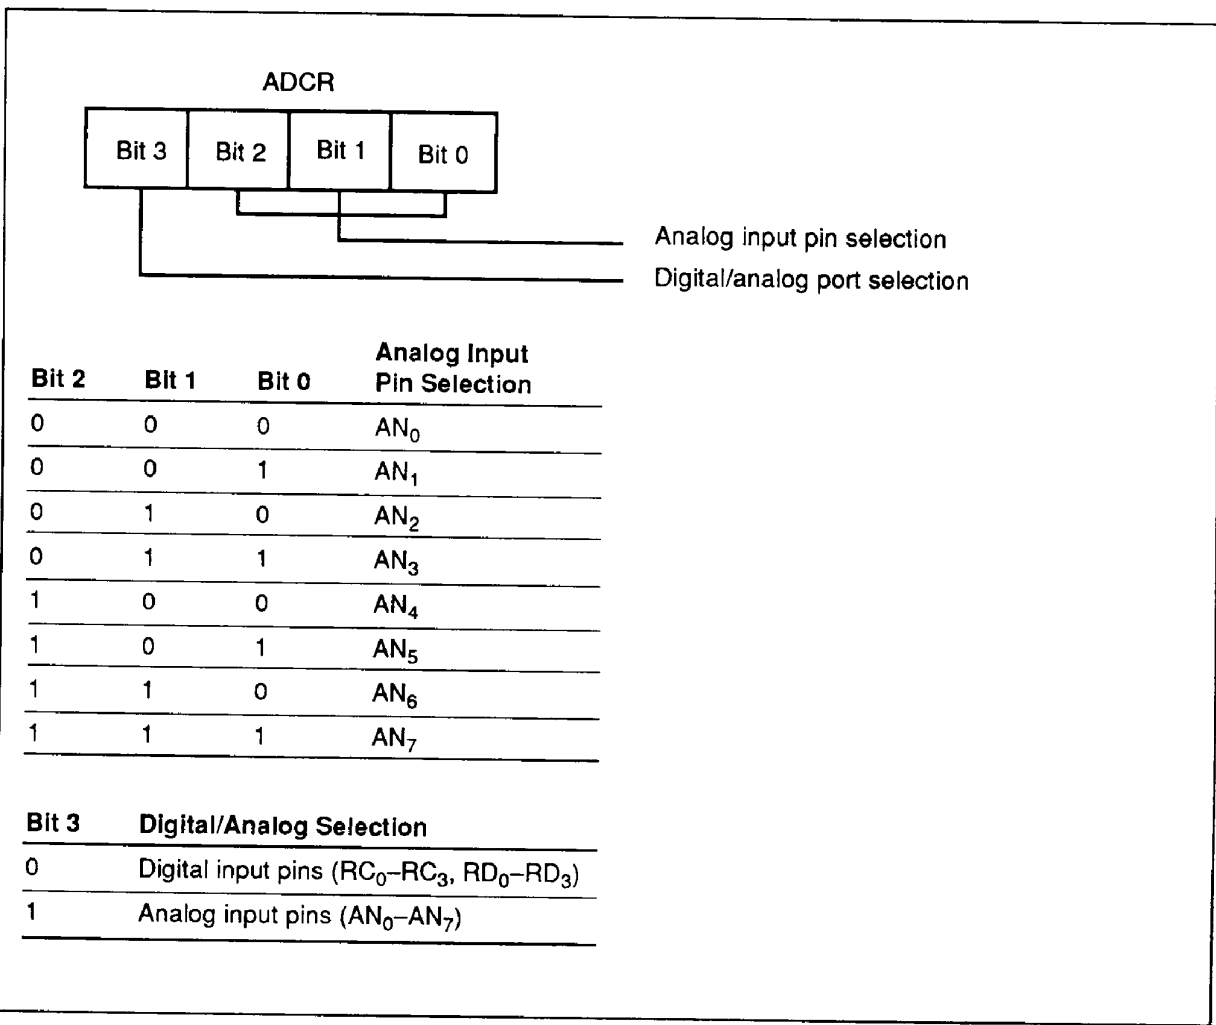 ADCR
Bit 3 Bit 2 Bit 1 Bit 0
Analog input pin selection
Digital/analog port selection
Bit 2 Bit 1 Bit 0 Analog Input Pin Selection
0 0 0 AN₀
0 0 1 AN₁
0 1 0 AN₂
0 1 1 AN₃
1 0 0 AN₄
1 0 1 AN₅
1 1 0 AN₆
1 1 1 AN₇
Bit 3 Digital/Analog Selection
0 Digital input pins (RC₀–RC₃, RD₀–RD₃)
1 Analog input pins (AN₀–AN₇)